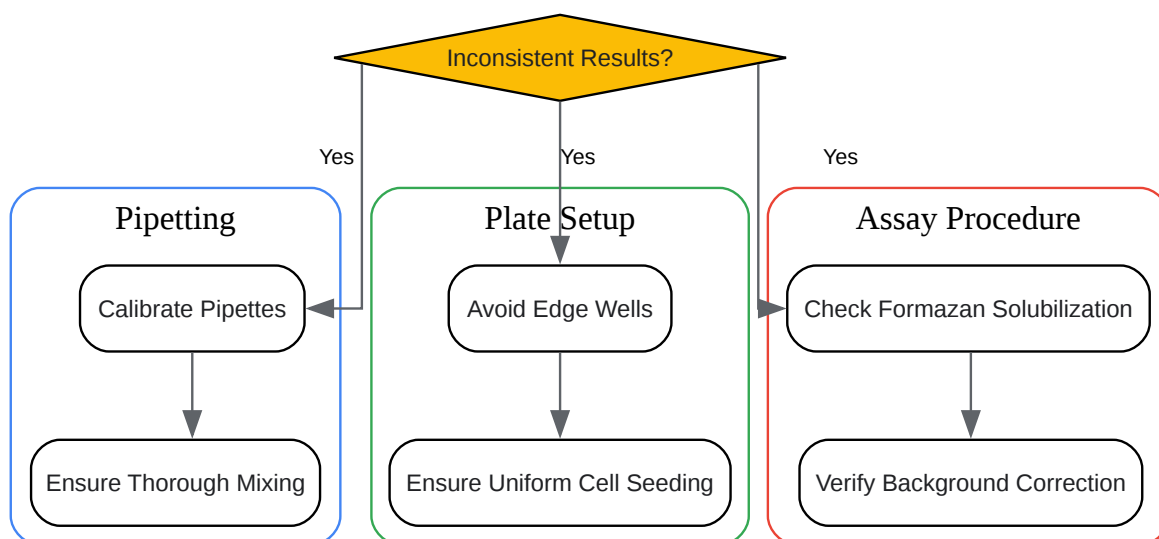 Inconsistent Results?
Yes
Yes
Yes
Pipetting
Plate Setup
Assay Procedure
Calibrate Pipettes
Avoid Edge Wells
Check Formazan Solubilization
Ensure Thorough Mixing
Ensure Uniform Cell Seeding
Verify Background Correction